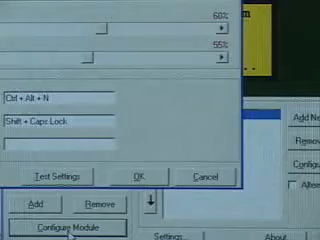 60%
55%
Ctrl + Alt + N
Shift + Caps Lock
Test Settings OK Cancel
Add Remove
Configure Module
Settings... About
Add Ne
Remov
Configu
Altern